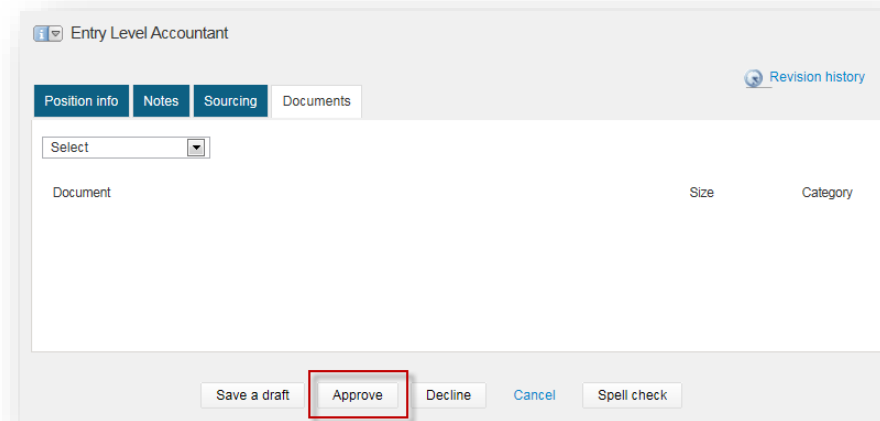 Entry Level Accountant
Revision history
Position info Notes Sourcing Documents
Select
Document Size Category
Save a draft Approve Decline Cancel Spell check